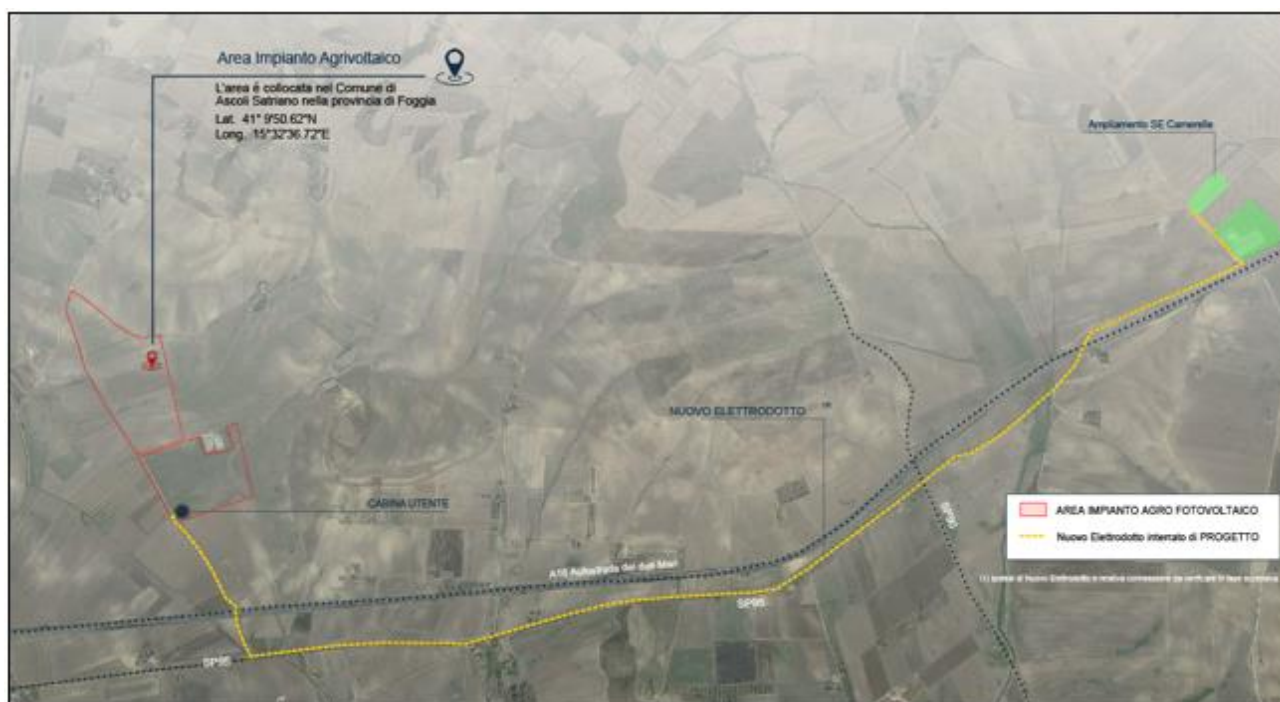 Area Impianto Agrivoltaico
L'area è collocata nel Comune di
Ascoli Satriano nella provincia di Foggia
Lat. 41° 9'50.62"N
Long. 15°32'36.72"E
Ampliamento SE Camerelle
NUOVO ELETTRODOTTO
CABINA UTENTE
A16 Autostrada dei due Mari
SP95
SP95
AREA IMPIANTO AGRO FOTOVOLTAICO
Nuovo Elettrodotto interrato di PROGETTO